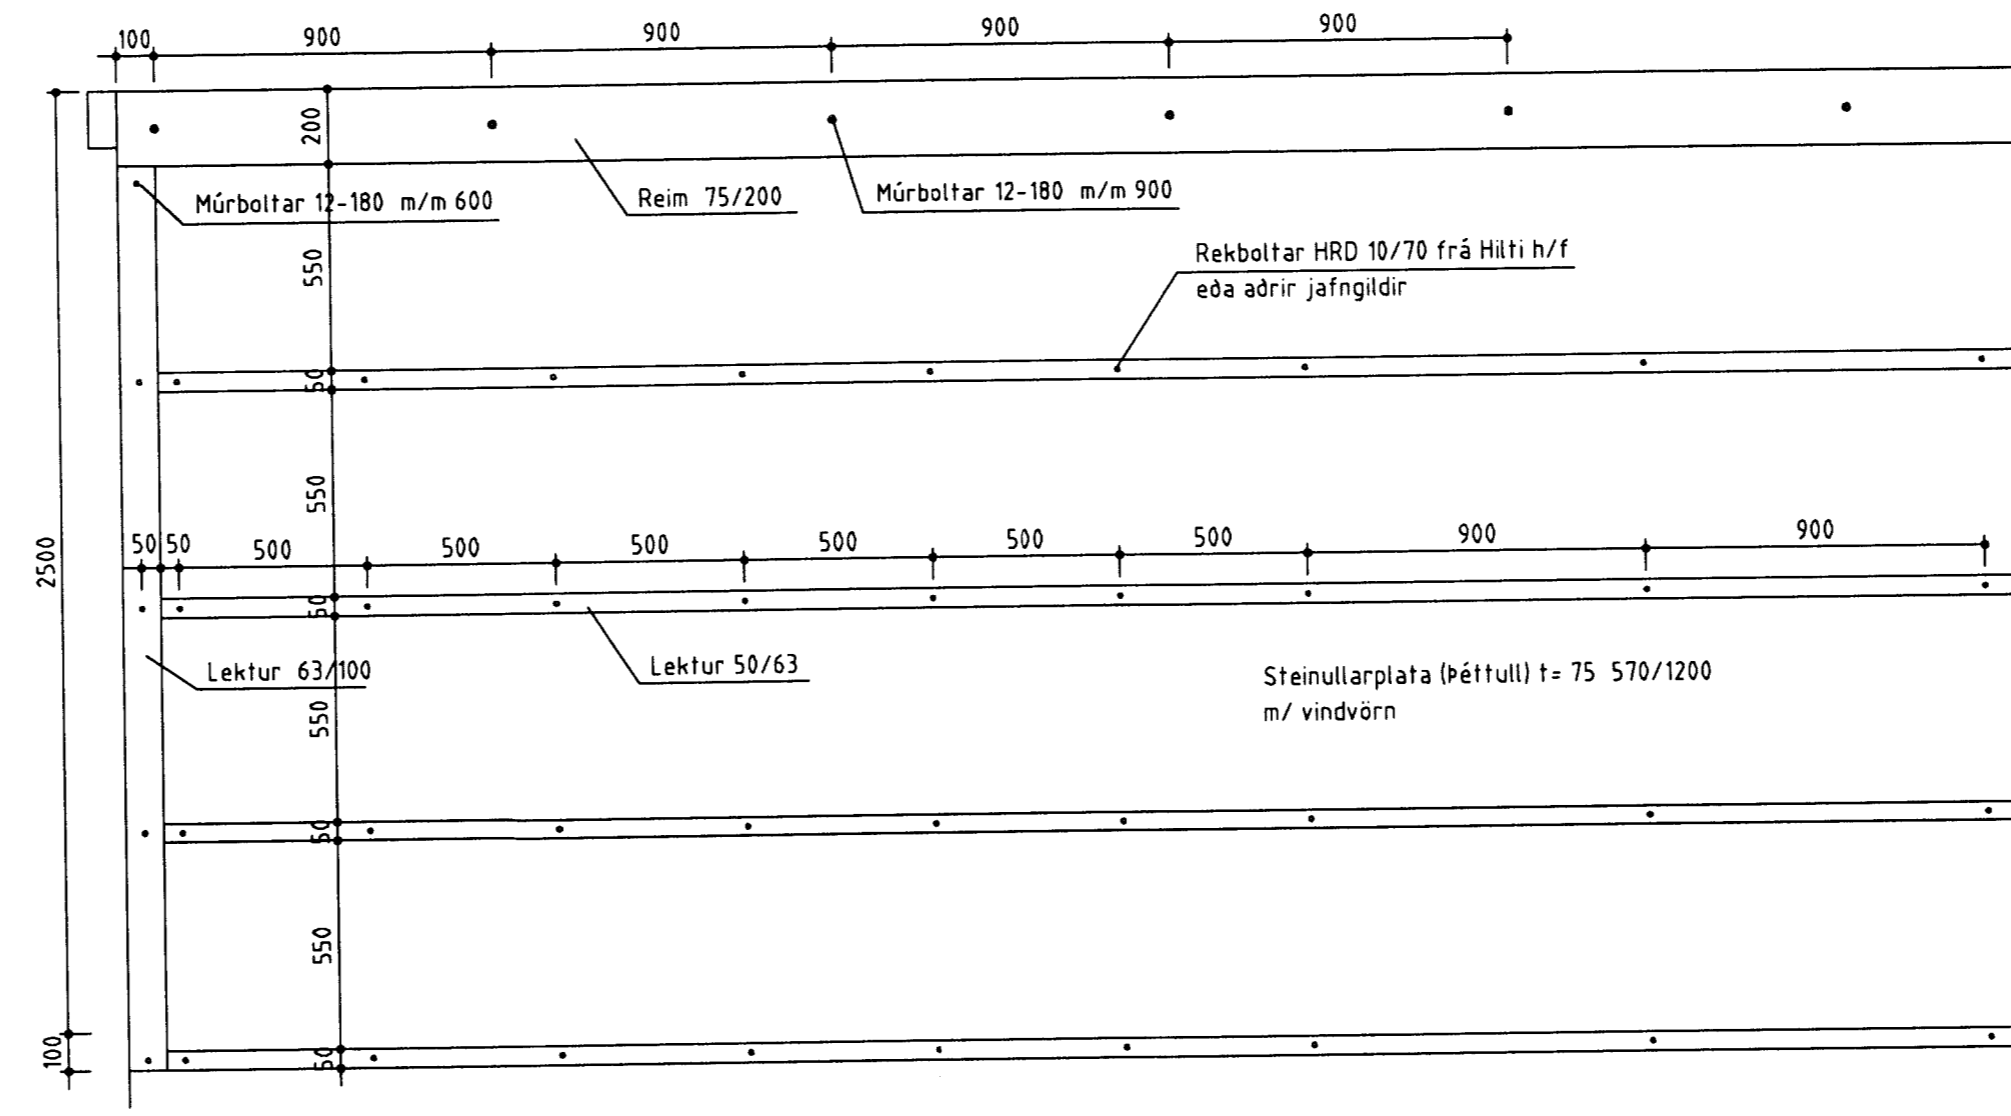 100 900 900 900 900
200
Múrboltar 12-180 m/m 600
Reim 75/200
Múrboltar 12-180 m/m 900
550
Rekboltar HRD 10/70 frá Hilti h/f
eða aðrir jafngildir
50
550
2500
50 50 500 500 500 500 500 500 900 900
50
Lektur 63/100
Lektur 50/63
Steinullarplata (Þéttull) t= 75 570/1200
m/ vindvörn
550
50
550
100
50